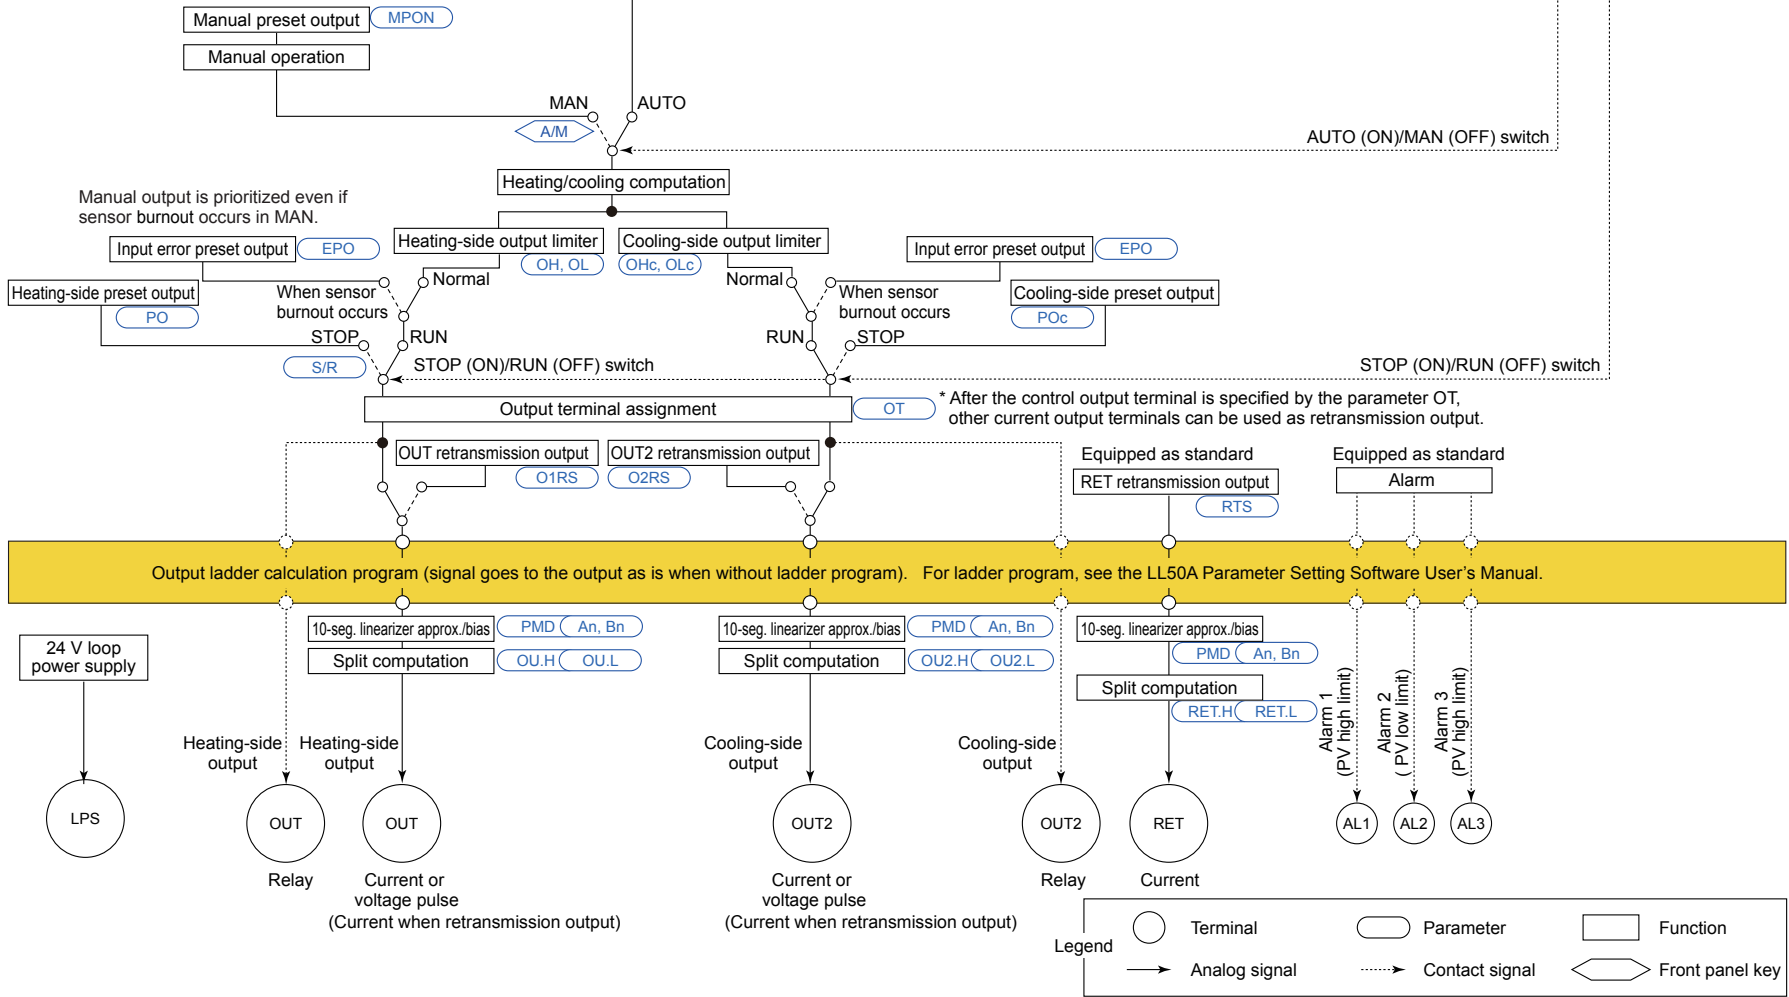 Manual preset output
MPON
Manual operation
MAN
AUTO
A/M
AUTO (ON)/MAN (OFF) switch
Heating/cooling computation
Manual output is prioritized even if
sensor burnout occurs in MAN.
Input error preset output
EPO
Heating-side output limiter
OH, OL
Cooling-side output limiter
OHc, OLc
Input error preset output
EPO
Normal
Normal
Heating-side preset output
PO
When sensor
burnout occurs
When sensor
burnout occurs
Cooling-side preset output
POc
STOP
RUN
RUN
STOP
S/R
STOP (ON)/RUN (OFF) switch
STOP (ON)/RUN (OFF) switch
Output terminal assignment
OT
* After the control output terminal is specified by the parameter OT,
other current output terminals can be used as retransmission output.
OUT retransmission output
O1RS
OUT2 retransmission output
O2RS
Equipped as standard
RET retransmission output
RTS
Equipped as standard
Alarm
Output ladder calculation program (signal goes to the output as is when without ladder program). For ladder program, see the LL50A Parameter Setting Software User's Manual.
24 V loop
power supply
10-seg. linearizer approx./bias
PMD
An, Bn
Split computation
OU.H
OU.L
10-seg. linearizer approx./bias
PMD
An, Bn
Split computation
OU2.H
OU2.L
10-seg. linearizer approx./bias
PMD
An, Bn
Split computation
RET.H
RET.L
Alarm 1
(PV high limit)
Alarm 2
( PV low limit)
Alarm 3
(PV high limit)
Heating-side
output
Heating-side
output
Cooling-side
output
Cooling-side
output
LPS
OUT
OUT
OUT2
OUT2
RET
AL1
AL2
AL3
Relay
Current or
voltage pulse
(Current when retransmission output)
Current or
voltage pulse
(Current when retransmission output)
Relay
Current
Legend
Terminal
Parameter
Function
Analog signal
Contact signal
Front panel key